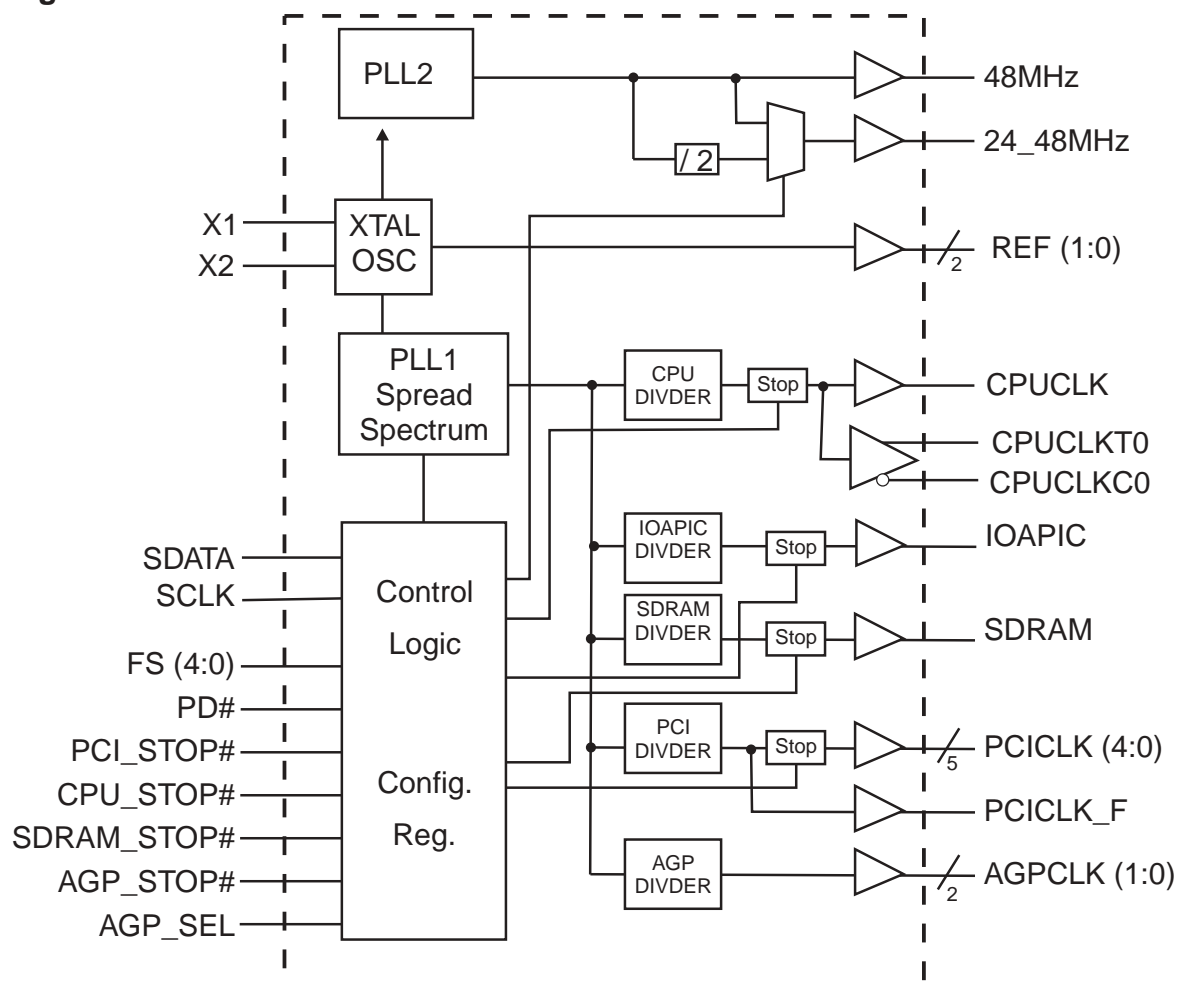 PLL2
48MHz
24_48MHz
/ 2
X1
X2
XTAL
OSC
REF (1:0)
2
PLL1
Spread
Spectrum
CPU
DIVDER
Stop
CPUCLK
CPUCLKT0
CPUCLKC0
IOAPIC
DIVDER
Stop
IOAPIC
SDRAM
DIVDER
Stop
SDRAM
PCI
DIVDER
Stop
PCICLK (4:0)
5
PCICLK_F
AGP
DIVDER
AGPCLK (1:0)
2
SDATA
SCLK
FS (4:0)
PD#
PCI_STOP#
CPU_STOP#
SDRAM_STOP#
AGP_STOP#
AGP_SEL
Control
Logic
Config.
Reg.